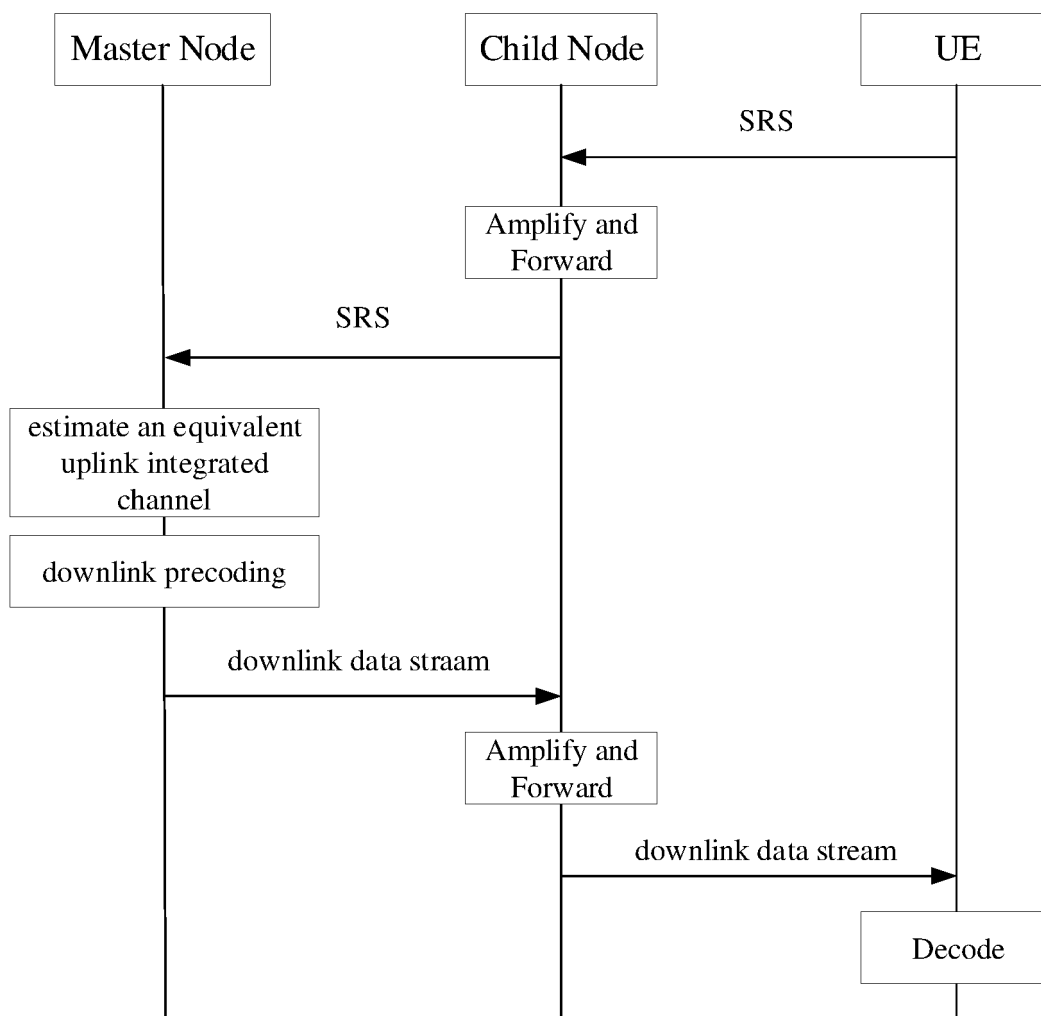 Master Node
Child Node
UE
SRS
Amplify and
Forward
SRS
estimate an equivalent
uplink integrated
channel
downlink precoding
downlink data straam
Amplify and
Forward
downlink data stream
Decode